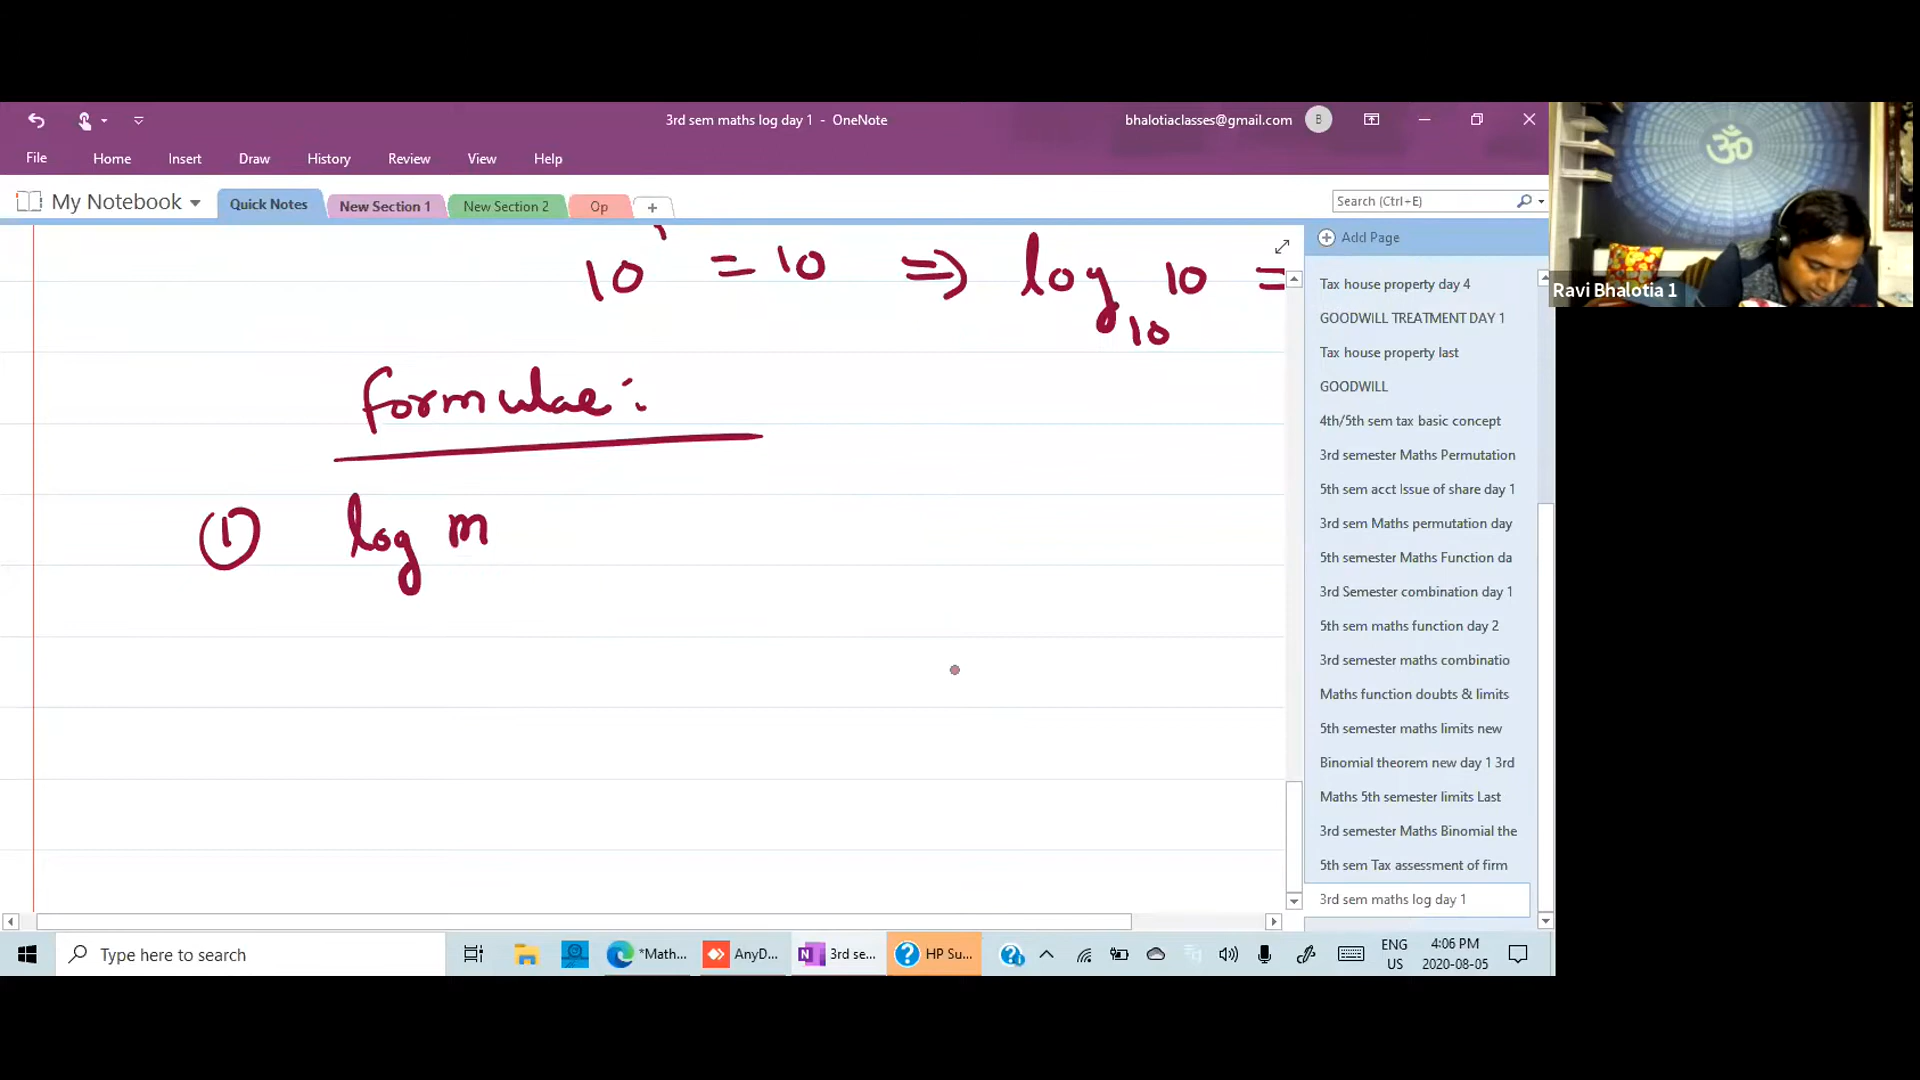 3rd sem maths log day 1 - OneNote
bhalotiaclasses@gmail.com
B
File
Home
Insert
Draw
History
Review
View
Help
My Notebook
Quick Notes
New Section 1
New Section 2
Op
+
Search (Ctrl+E)
Ravi Bhalotia 1
10¹ = 10 ⇒ log₁₀ 10 =
formulae:
① log m
Add Page
Tax house property day 4
GOODWILL TREATMENT DAY 1
Tax house property last
GOODWILL
4th/5th sem tax basic concept
3rd semester Maths Permutation
5th sem acct Issue of share day 1
3rd sem Maths permutation day
5th semester Maths Function da
3rd Semester combination day 1
5th sem maths function day 2
3rd semester maths combinatio
Maths function doubts & limits
5th semester maths limits new
Binomial theorem new day 1 3rd
Maths 5th semester limits Last
3rd semester Maths Binomial the
5th sem Tax assessment of firm
3rd sem maths log day 1
Type here to search
*Math...
AnyD...
3rd se...
HP Su...
ENG
US
4:06 PM
2020-08-05
ॐ